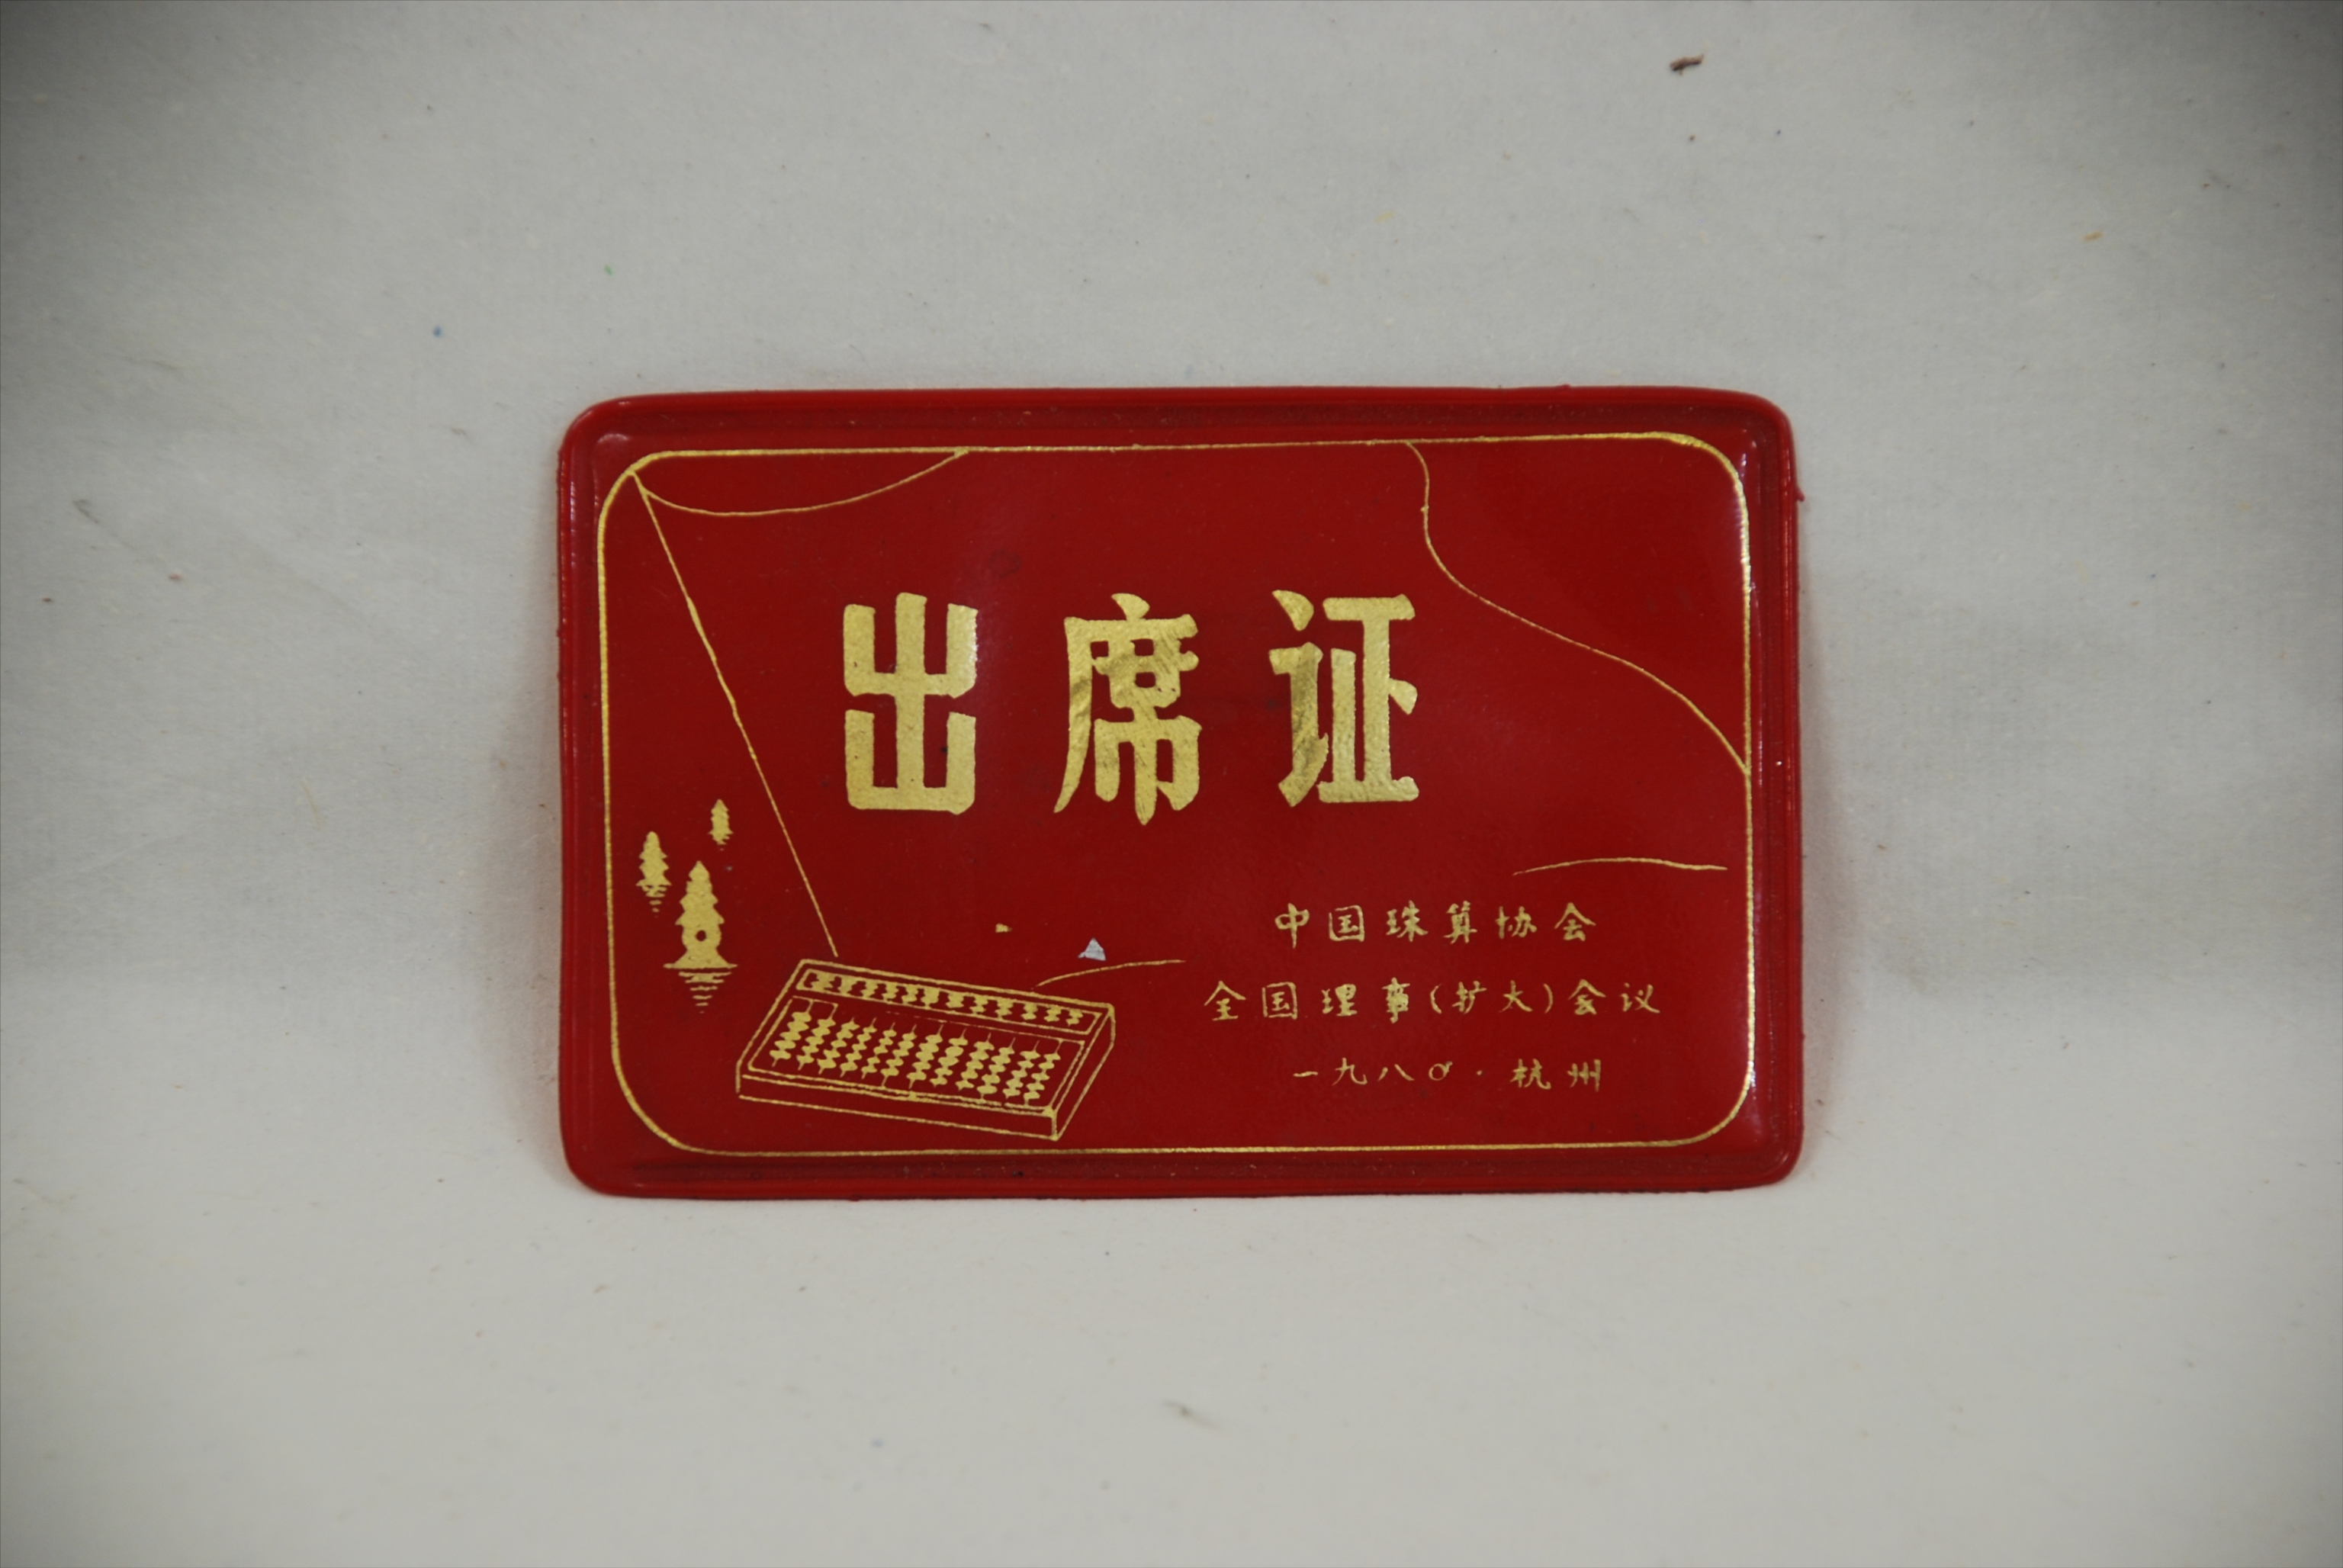 出席证
中国珠算协会
全国理事(扩大)会议
一九八〇·杭州